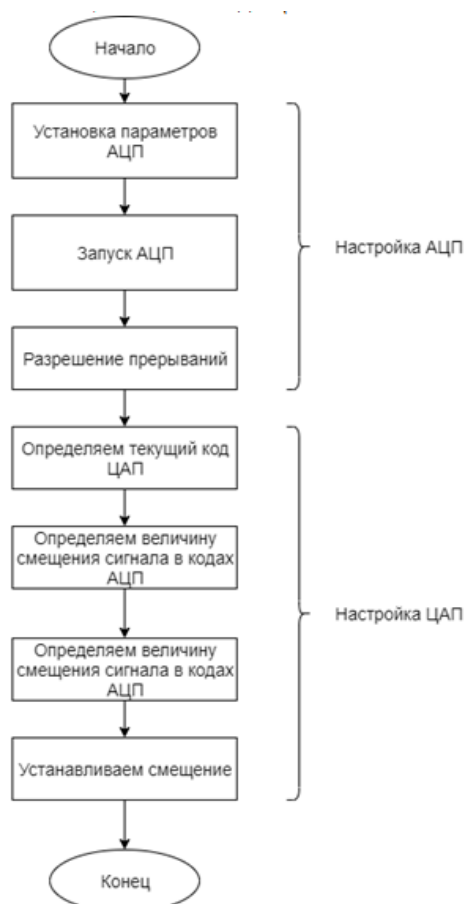 Начало
Установка параметров
АЦП
Запуск АЦП
Настройка АЦП
Разрешение прерываний
Определяем текущий код
ЦАП
Определяем величину
смещения сигнала в кодах
АЦП
Настройка ЦАП
Определяем величину
смещения сигнала в кодах
АЦП
Устанавливаем смещение
Конец